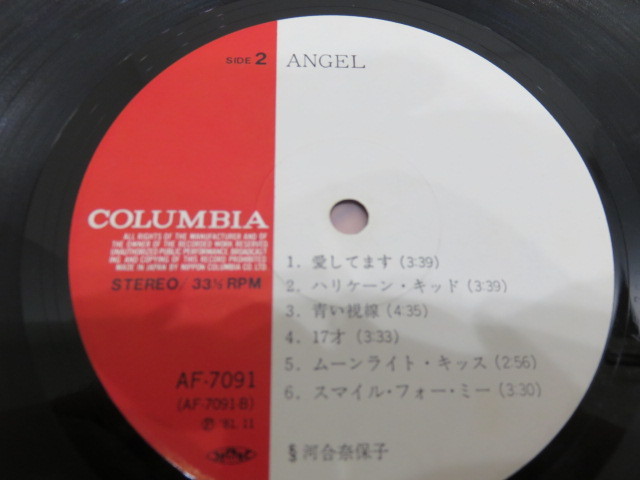 SIDE 2 ANGEL
COLUMBIA
ALL RIGHTS OF THE MANUFACTURER AND OF
THE OWNER OF THE RECORDED WORK RESERVED
UNAUTHORIZED PUBLIC PERFORMANCE BROADCAST
ING AND COPYING OF THIS RECORD PROHIBITED
MADE IN JAPAN BY NIPPON COLUMBIA CO LTD
STEREO/33⅓RPM
1. 愛してます (3:39)
2. ハリケーン・キッド (3:39)
3. 青い視線 (4:35)
4. 17才 (3:33)
5. ムーンライト・キッス (2:56)
6. スマイル・フォー・ミー (3:30)
AF-7091
(AF-7091-B)
Ⓟ '81.11
河合奈保子